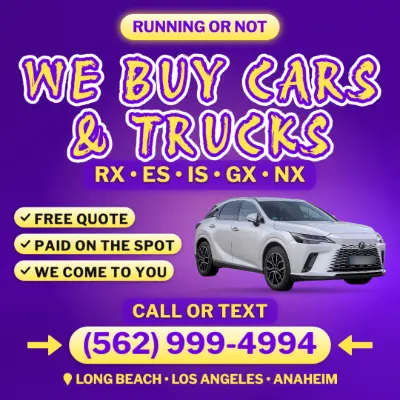 RUNNING OR NOT
WE BUY CARS
& TRUCKS
RX • ES • IS • GX • NX
FREE QUOTE
PAID ON THE SPOT
WE COME TO YOU
CALL OR TEXT
(562) 999-4994
LONG BEACH • LOS ANGELES • ANAHEIM